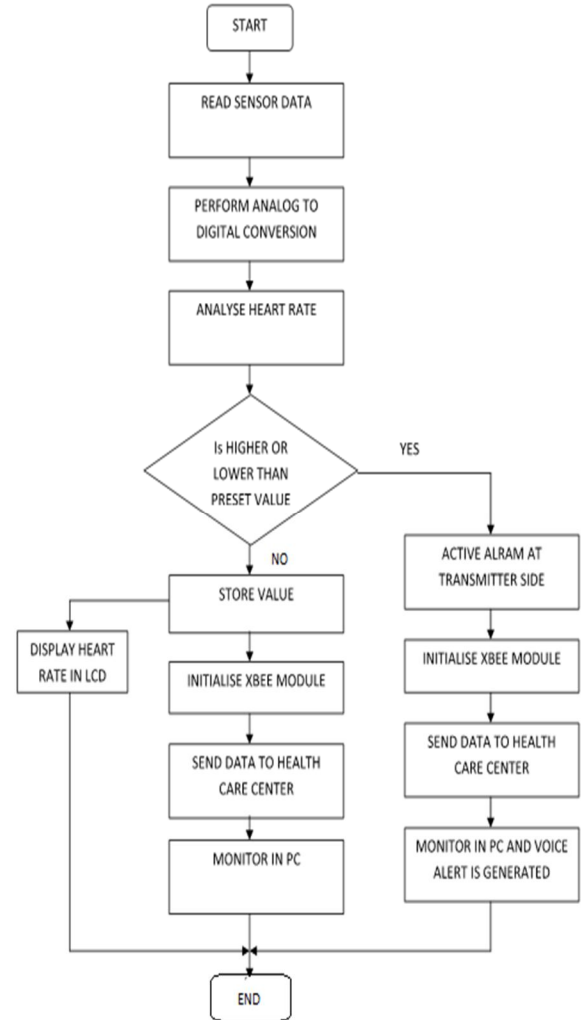 START
READ SENSOR DATA
PERFORM ANALOG TO
DIGITAL CONVERSION
ANALYSE HEART RATE
Is HIGHER OR
LOWER THAN
PRESET VALUE
YES
NO
ACTIVE ALRAM AT
TRANSMITTER SIDE
STORE VALUE
DISPLAY HEART
RATE IN LCD
INITIALISE XBEE MODULE
INITIALISE XBEE MODULE
SEND DATA TO HEALTH
CARE CENTER
SEND DATA TO HEALTH
CARE CENTER
MONITOR IN PC
MONITOR IN PC AND VOICE
ALERT IS GENERATED
END